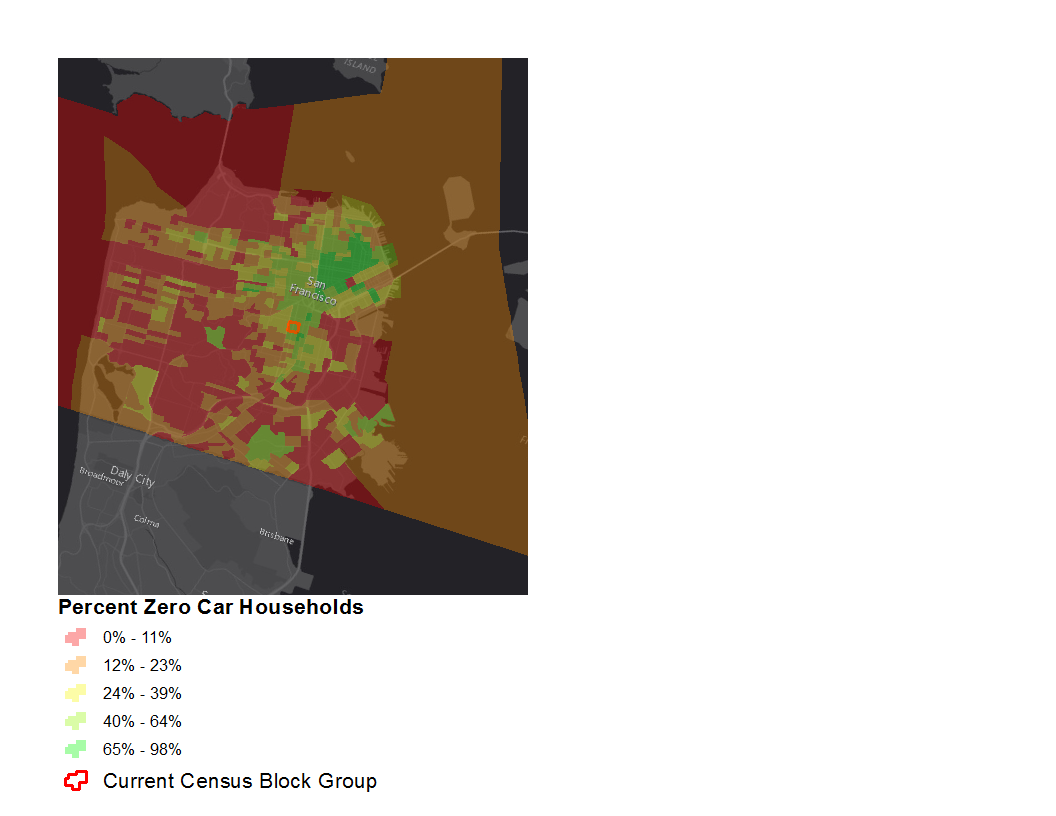 ISLAND
San
Francisco
Daly City
Broadmoor
Colma
Brisbane
Percent Zero Car Households
0% - 11%
12% - 23%
24% - 39%
40% - 64%
65% - 98%
Current Census Block Group